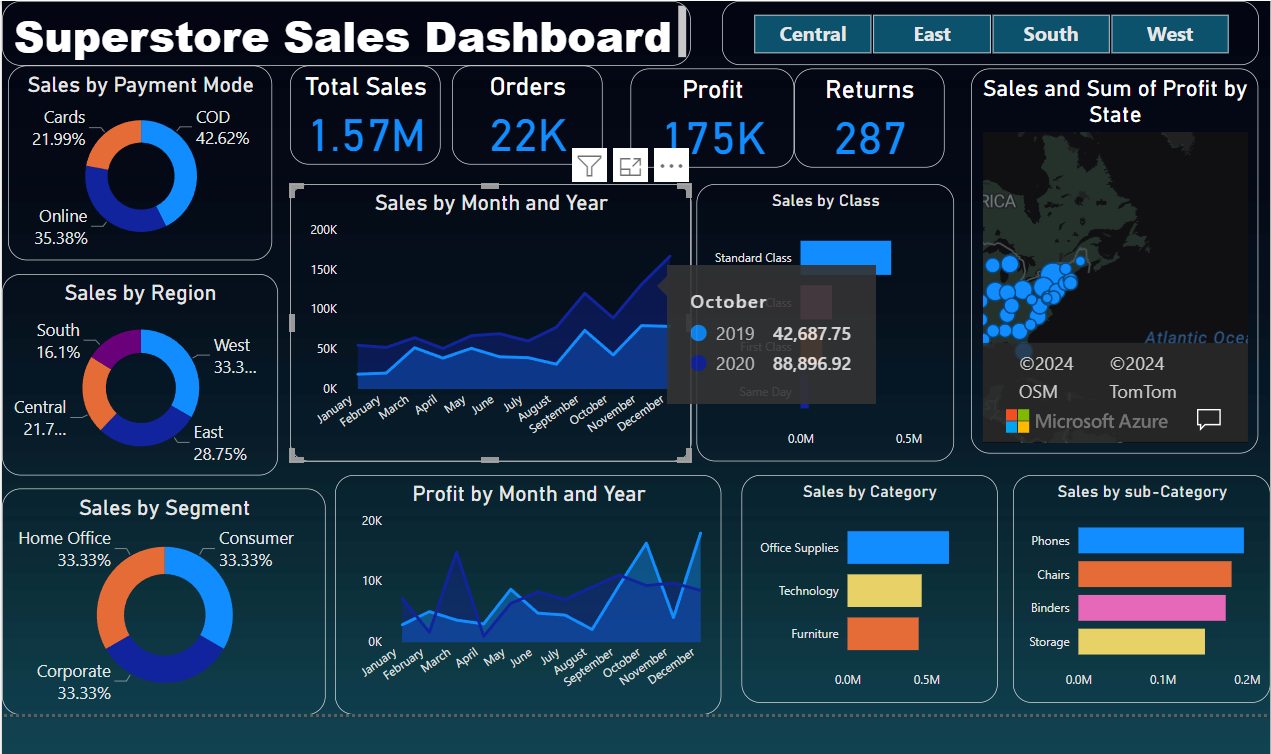 Superstore Sales Dashboard
Central
East
South
West
Sales by Payment Mode
Cards
21.99%
COD
42.62%
Online
35.38%
Total Sales
1.57M
Orders
22K
Profit
175K
Returns
287
Sales and Sum of Profit by
State
RICA
Atlantic Ocea
©2024
OSM
©2024
TomTom
Microsoft Azure
Sales by Region
South
16.1%
West
33.3...
Central
21.7...
East
28.75%
Sales by Month and Year
200K
150K
100K
50K
0K
January
February
March
April
May
June
July
August
September
October
November
December
October
2019 42,687.75
2020 88,896.92
Sales by Class
Standard Class
Class
First Class
Same Day
0.0M
0.5M
Sales by Segment
Home Office
33.33%
Consumer
33.33%
Corporate
33.33%
Profit by Month and Year
20K
10K
0K
January
February
March
April
May
June
July
August
September
October
November
December
Sales by Category
Office Supplies
Technology
Furniture
0.0M
0.5M
Sales by sub-Category
Phones
Chairs
Binders
Storage
0.0M
0.1M
0.2M